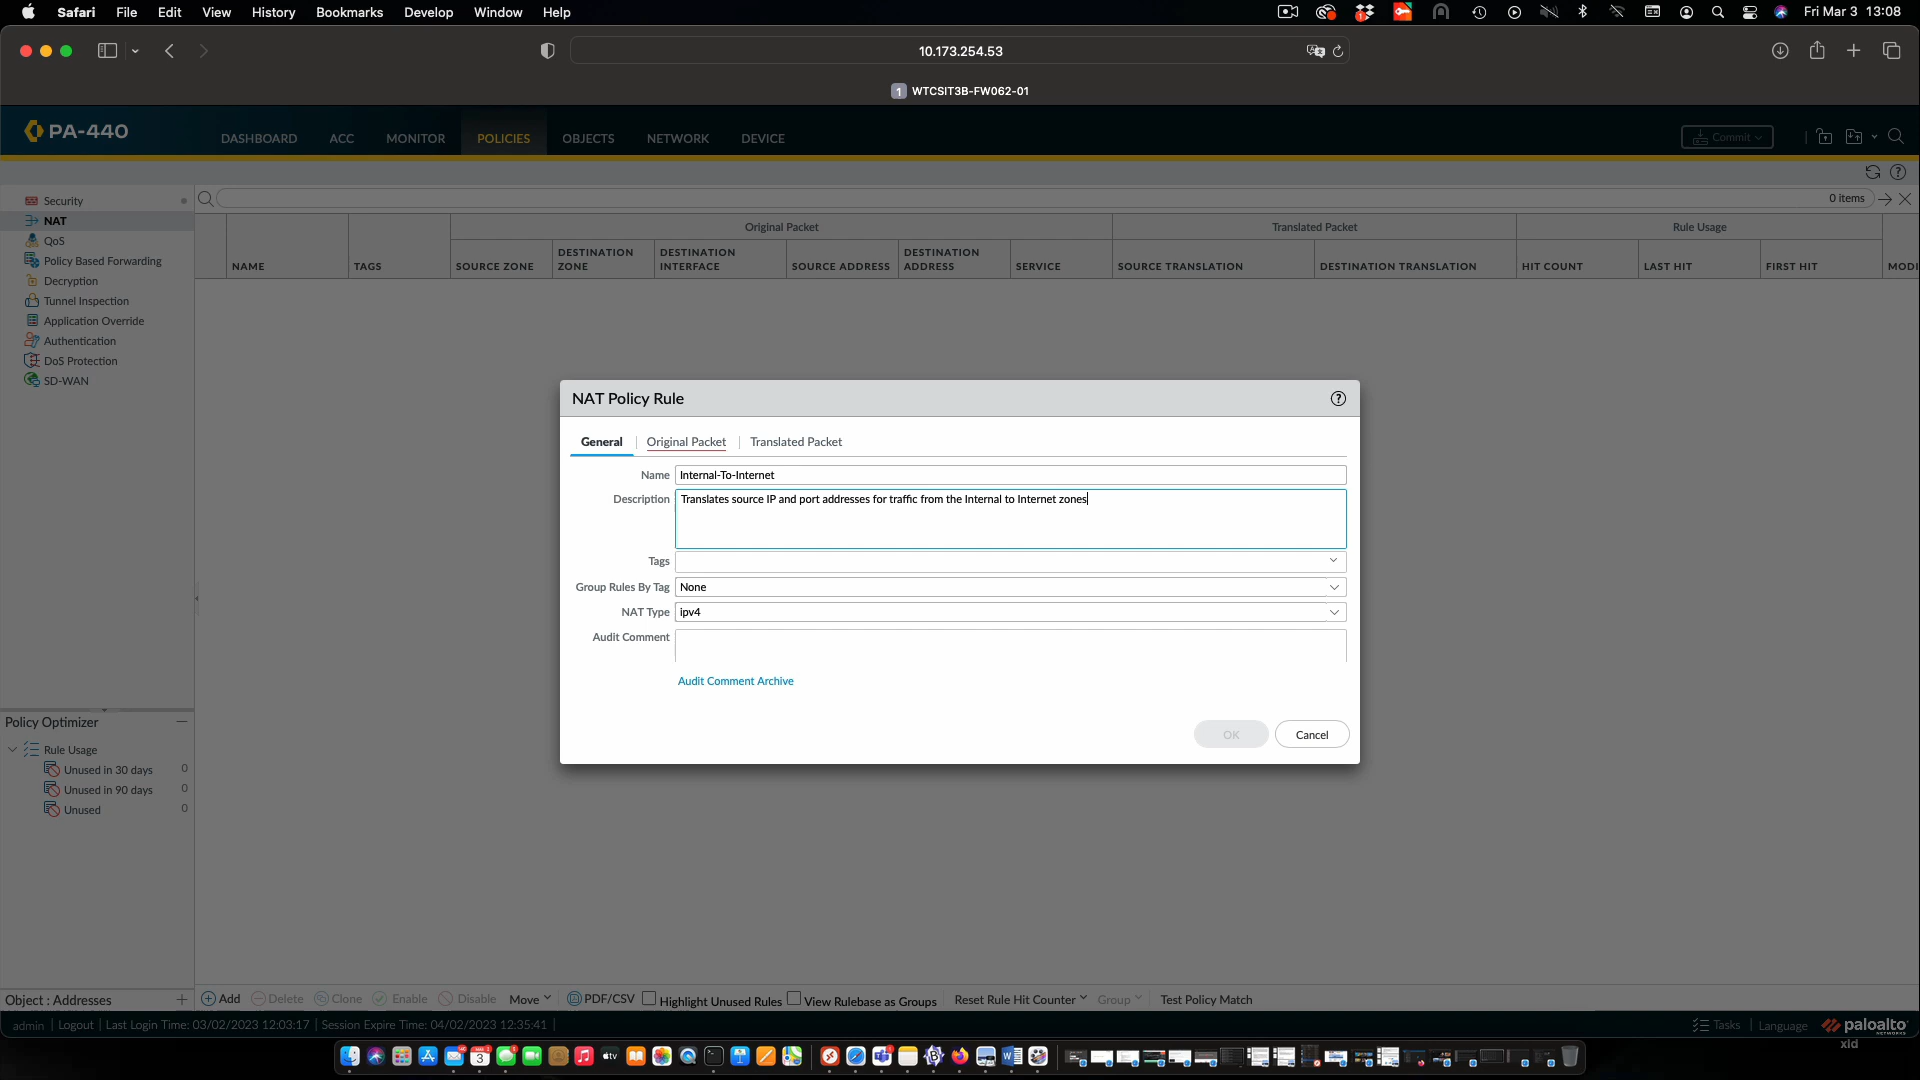 Safari File Edit View History Bookmarks Develop Window Help
Fri Mar 3 13:08
10.173.254.53
1 WTCSIT3B-FW062-01
PA-440
DASHBOARD ACC MONITOR POLICIES OBJECTS NETWORK DEVICE
Commit
Security
NAT
QoS
Policy Based Forwarding
Decryption
Tunnel Inspection
Application Override
Authentication
DoS Protection
SD-WAN
0 items
Original Packet
Translated Packet
Rule Usage
NAME
TAGS
SOURCE ZONE
DESTINATION ZONE
DESTINATION INTERFACE
SOURCE ADDRESS
DESTINATION ADDRESS
SERVICE
SOURCE TRANSLATION
DESTINATION TRANSLATION
HIT COUNT
LAST HIT
FIRST HIT
MODI
NAT Policy Rule
General
Original Packet
Translated Packet
Name Internal-To-Internet
Description Translates source IP and port addresses for traffic from the Internal to Internet zones
Tags
Group Rules By Tag None
NAT Type ipv4
Audit Comment
Audit Comment Archive
OK
Cancel
Policy Optimizer
Rule Usage
Unused in 30 days 0
Unused in 90 days 0
Unused 0
Object : Addresses
Add Delete Clone Enable Disable Move PDF/CSV Highlight Unused Rules View Rulebase as Groups Reset Rule Hit Counter Group Test Policy Match
admin | Logout | Last Login Time: 03/02/2023 12:03:17 | Session Expire Time: 04/02/2023 12:35:41 |
Tasks | Language
paloalto
NETWORKS
xld